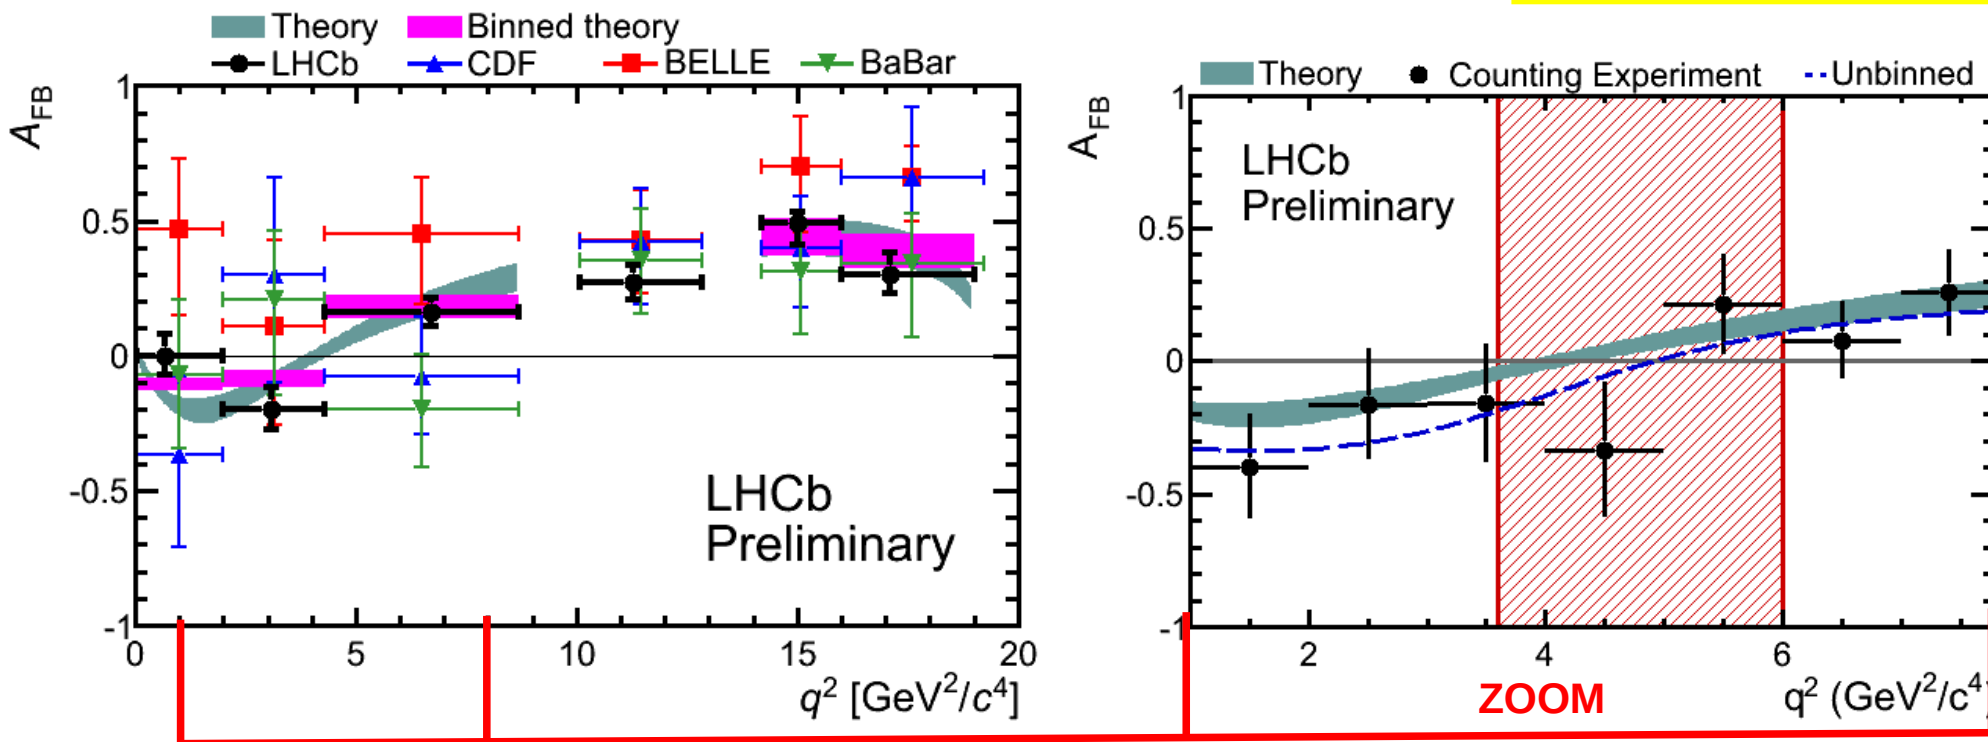 Theory Binned theory
LHCb CDF BELLE BaBar
A_FB
1
0.5
0
-0.5
-1
0 5 10 15 20
LHCb
Preliminary
q² [GeV²/c⁴]
Theory Counting Experiment Unbinned
A_FB
1
0.5
0
-0.5
-1
2 4 6
LHCb
Preliminary
ZOOM
q² (GeV²/c⁴